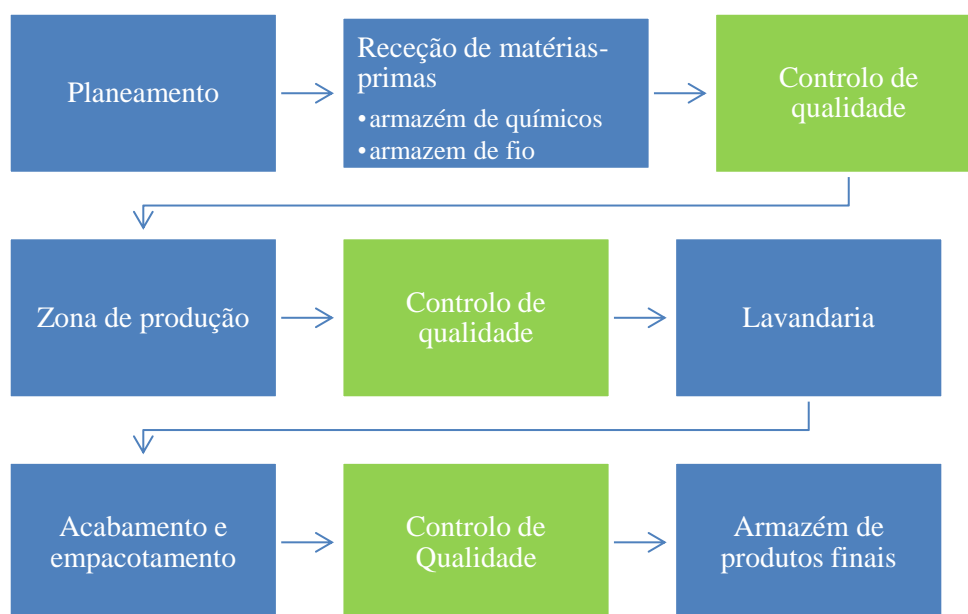 Planeamento
Receção de matérias-
primas
•armazém de químicos
•armazem de fio
Controlo de
qualidade
Zona de produção
Controlo de
qualidade
Lavandaria
Acabamento e
empacotamento
Controlo de
Qualidade
Armazém de
produtos finais